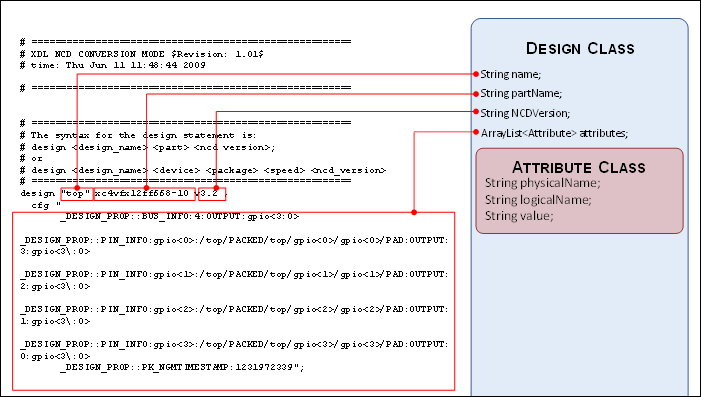 # ==================================================
# XDL NCD CONVERSION MODE $Revision: 1.01$
# time: Thu Jun 11 11:48:44 2009
# ==================================================
# ==================================================
# The syntax for the design statement is:
# design <design_name> <part> <ncd version>;
# or
# design <design_name> <device> <package> <speed> <ncd_version>
# ==================================================
design "top" xc4vfx12ff668-10 v3.2 ,
cfg "
_DESIGN_PROP::BUS_INFO:4:OUTPUT:gpio<3:0>
_DESIGN_PROP::PIN_INFO:gpio<0>:/top/PACKED/top/gpio<0>/gpio<0>/PAD:OUTPUT:
3:gpio<3\:0>
_DESIGN_PROP::PIN_INFO:gpio<1>:/top/PACKED/top/gpio<1>/gpio<1>/PAD:OUTPUT:
2:gpio<3\:0>
_DESIGN_PROP::PIN_INFO:gpio<2>:/top/PACKED/top/gpio<2>/gpio<2>/PAD:OUTPUT:
1:gpio<3\:0>
_DESIGN_PROP::PIN_INFO:gpio<3>:/top/PACKED/top/gpio<3>/gpio<3>/PAD:OUTPUT:
0:gpio<3\:0>
_DESIGN_PROP::PK_NGMTIMESTAMP:1231972339";
DESIGN CLASS
String name;
String partName;
String NCDVersion;
ArrayList<Attribute> attributes;
ATTRIBUTE CLASS
String physicalName;
String logicalName;
String value;